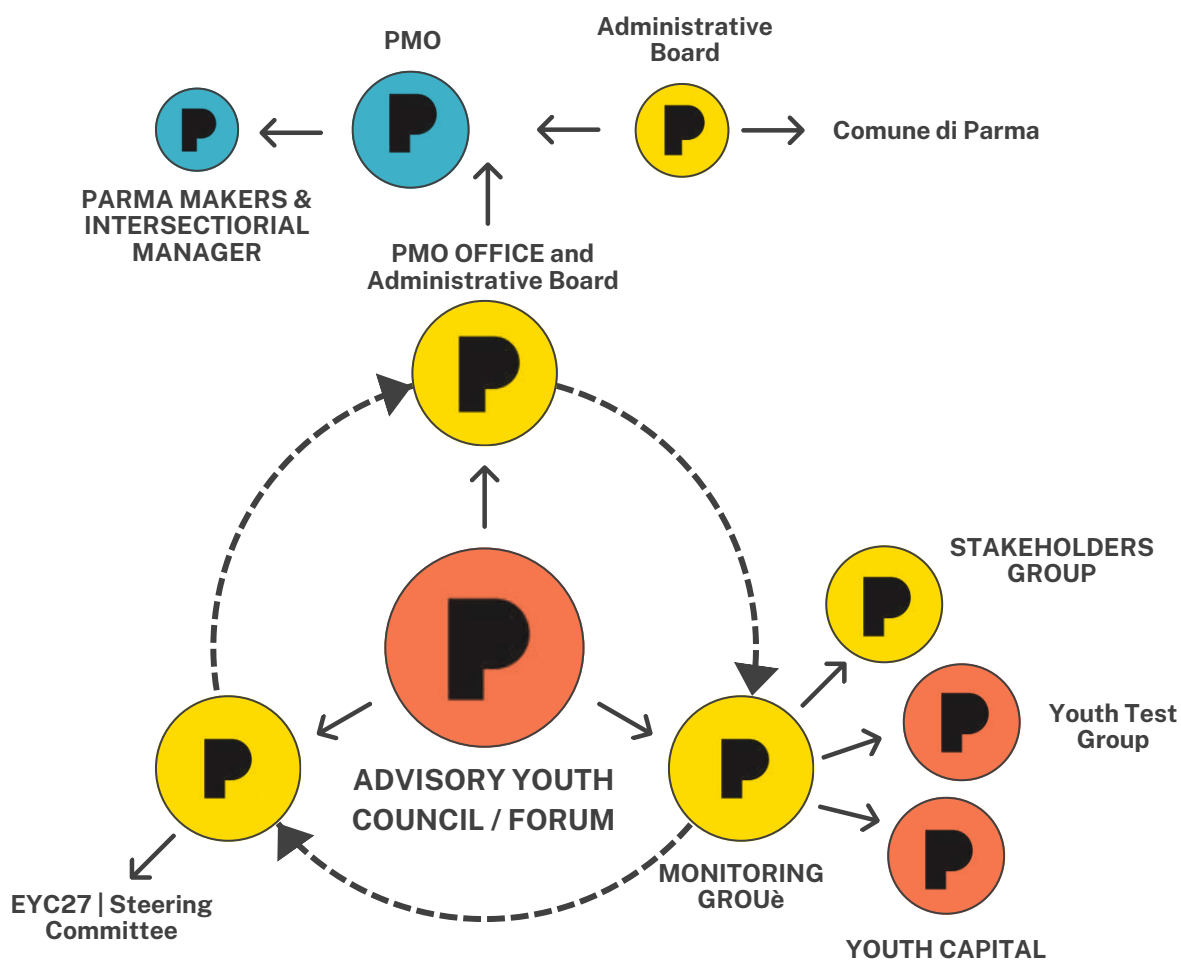 Administrative
Board
PMO
P
P
P
Comune di Parma
PARMA MAKERS &
INTERSECTIORIAL
MANAGER
PMO OFFICE and
Administrative Board
P
STAKEHOLDERS
GROUP
P
P
Youth Test
Group
P
P
P
ADVISORY YOUTH
COUNCIL / FORUM
P
MONITORING
GROUè
EYC27 | Steering
Committee
YOUTH CAPITAL